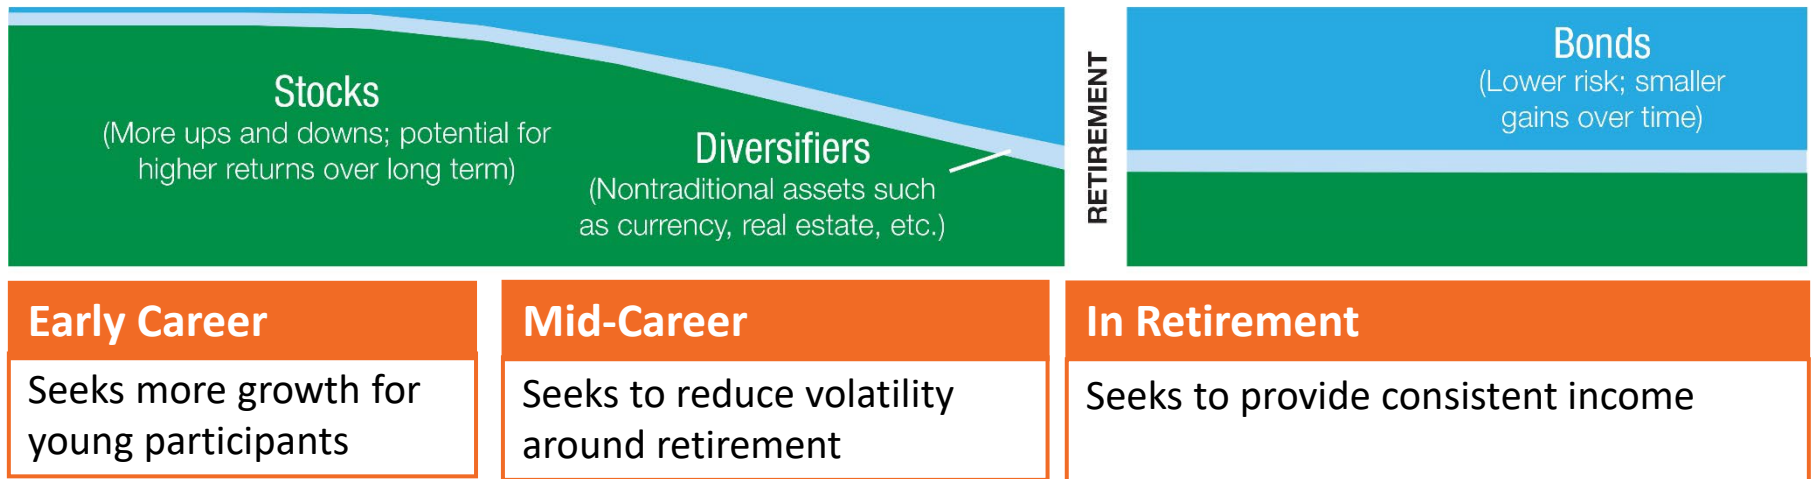 Stocks
(More ups and downs; potential for
higher returns over long term)
Diversifiers
(Nontraditional assets such
as currency, real estate, etc.)
RETIREMENT
Bonds
(Lower risk; smaller
gains over time)
Early Career
Seeks more growth for
young participants
Mid-Career
Seeks to reduce volatility
around retirement
In Retirement
Seeks to provide consistent income